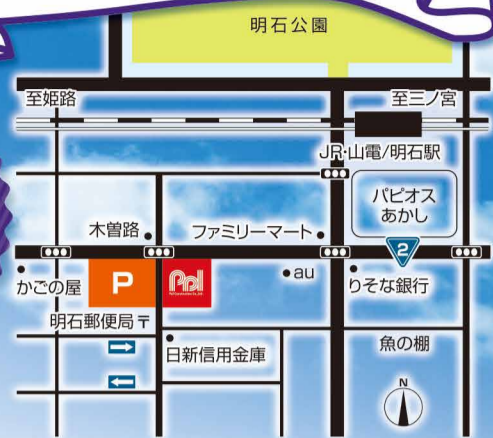 明石公園
至姫路
至三ノ宮
JR・山電/明石駅
パピオス
あかし
木曽路
ファミリーマート
2
かごの屋
P
PPI
au
りそな銀行
明石郵便局〒
日新信用金庫
魚の棚
N